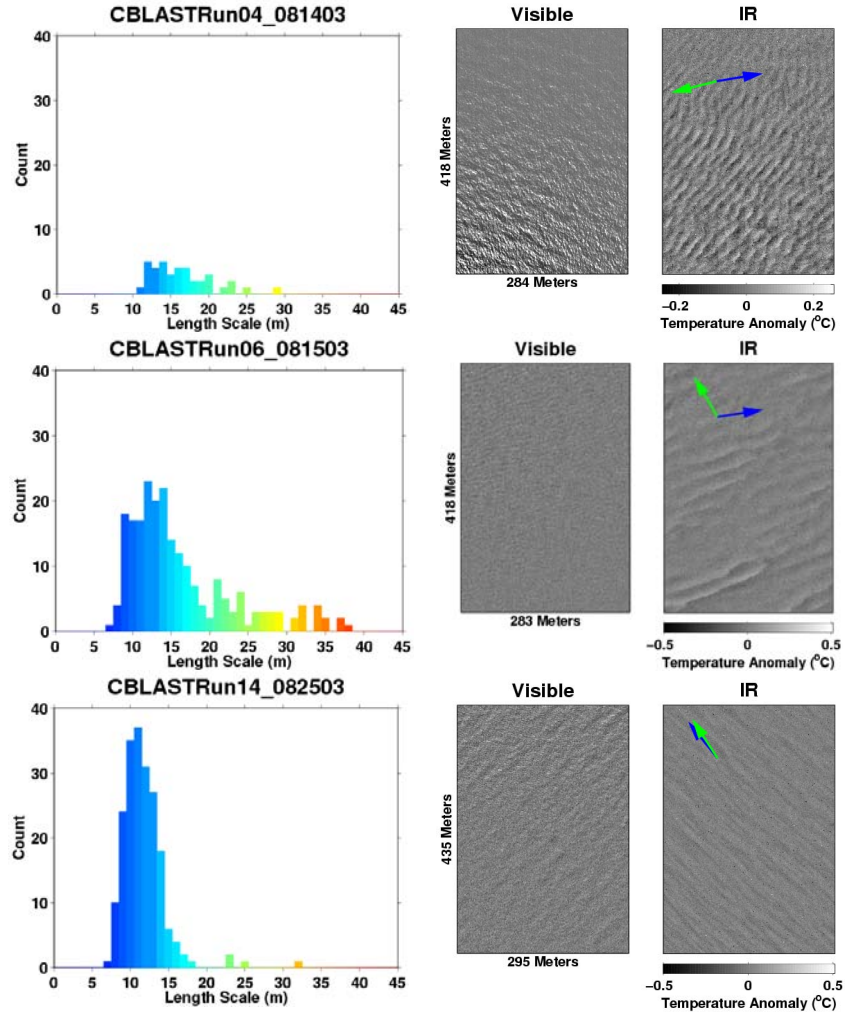 CBLASTRun04_081403
Visible
IR
40
30
20
10
0
Count
0 5 10 15 20 25 30 35 40 45
Length Scale (m)
418 Meters
284 Meters
−0.2 0 0.2
Temperature Anomaly (°C)
CBLASTRun06_081503
Visible
IR
40
30
20
10
0
Count
0 5 10 15 20 25 30 35 40 45
Length Scale (m)
418 Meters
283 Meters
−0.5 0 0.5
Temperature Anomaly (°C)
CBLASTRun14_082503
Visible
IR
40
30
20
10
0
Count
0 5 10 15 20 25 30 35 40 45
Length Scale (m)
435 Meters
295 Meters
−0.5 0 0.5
Temperature Anomaly (°C)